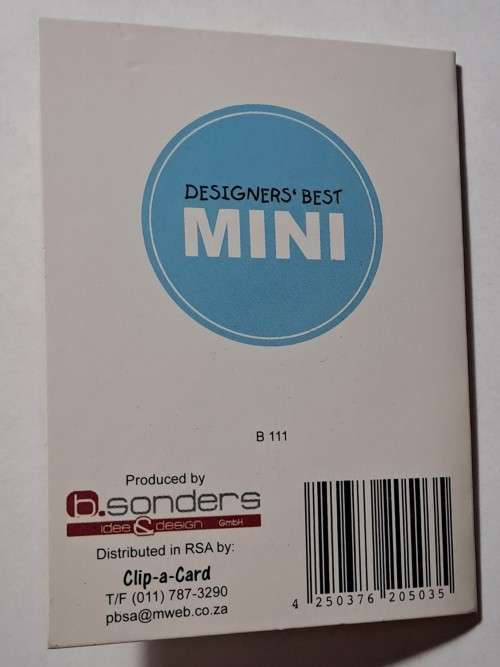 DESIGNERS' BEST
MINI
B 111
Produced by
b.sonders
idee & design GmbH
Distributed in RSA by:
Clip-a-Card
T/F (011) 787-3290
pbsa@mweb.co.za
4 250376 205035